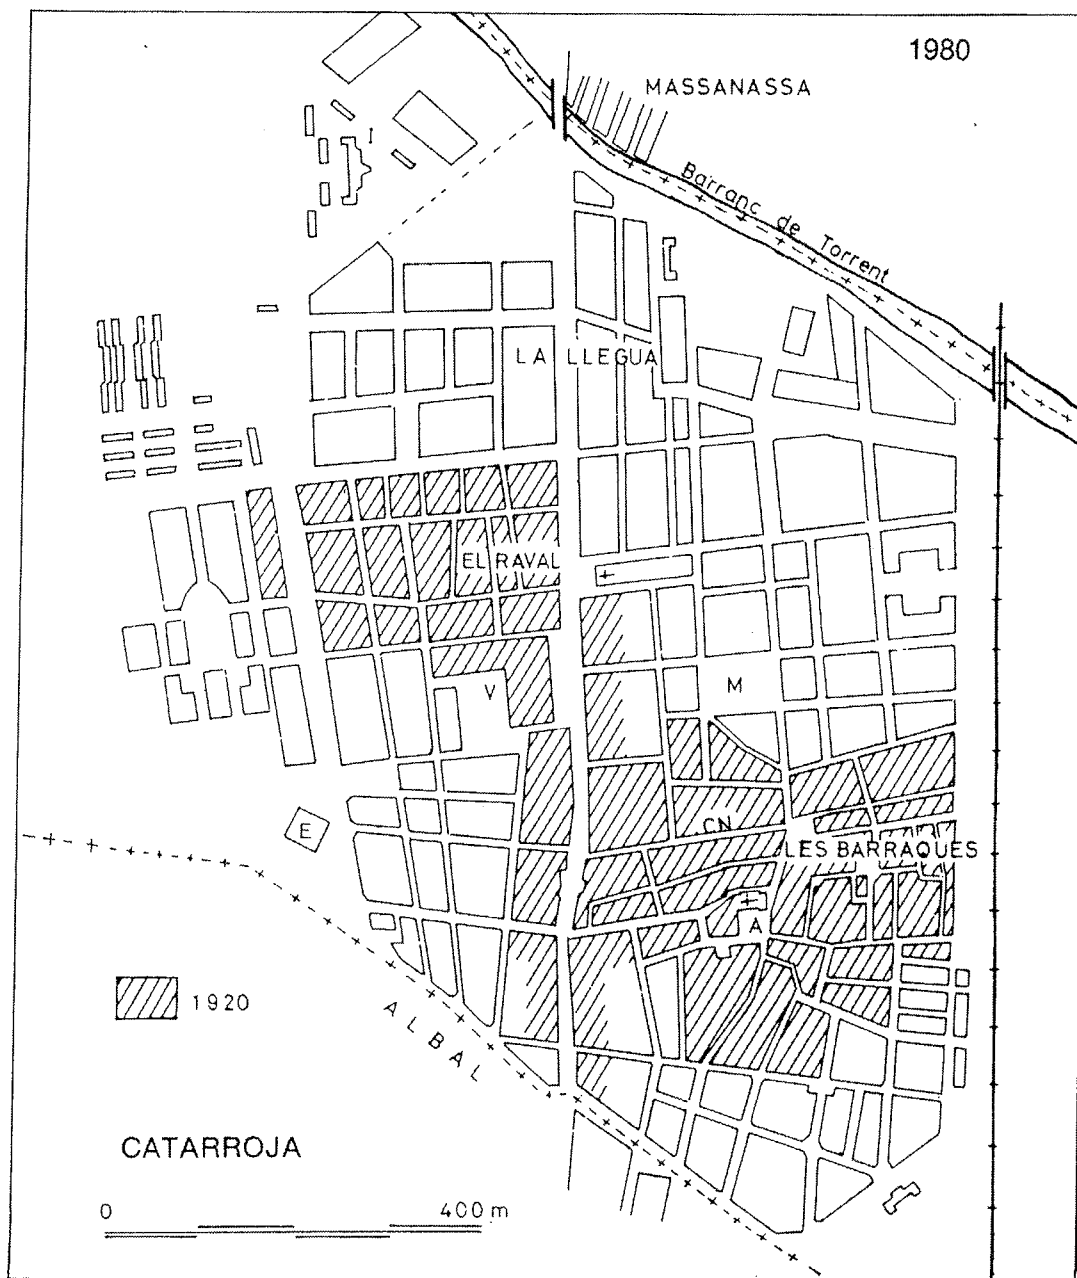 1980
MASSANASSA
Barranc de Torrent
LA LLEGUA
EL RAVAL
V
M
CN
E
LES BARRAQUES
A
1920
ALBAL
CATARROJA
0 400 m